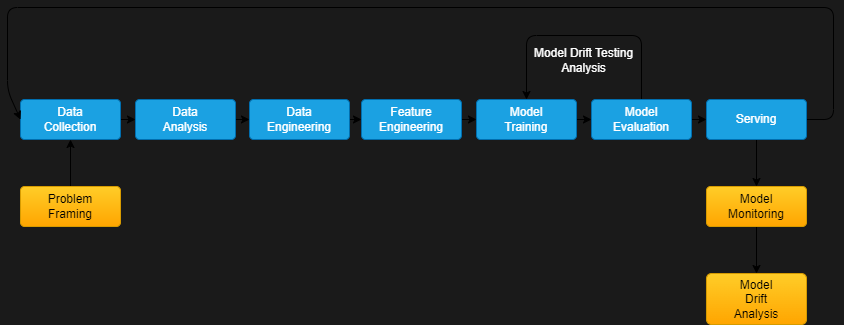 Model Drift Testing
Analysis
Data
Collection
Data
Analysis
Data
Engineering
Feature
Engineering
Model
Training
Model
Evaluation
Serving
Problem
Framing
Model
Monitoring
Model
Drift
Analysis